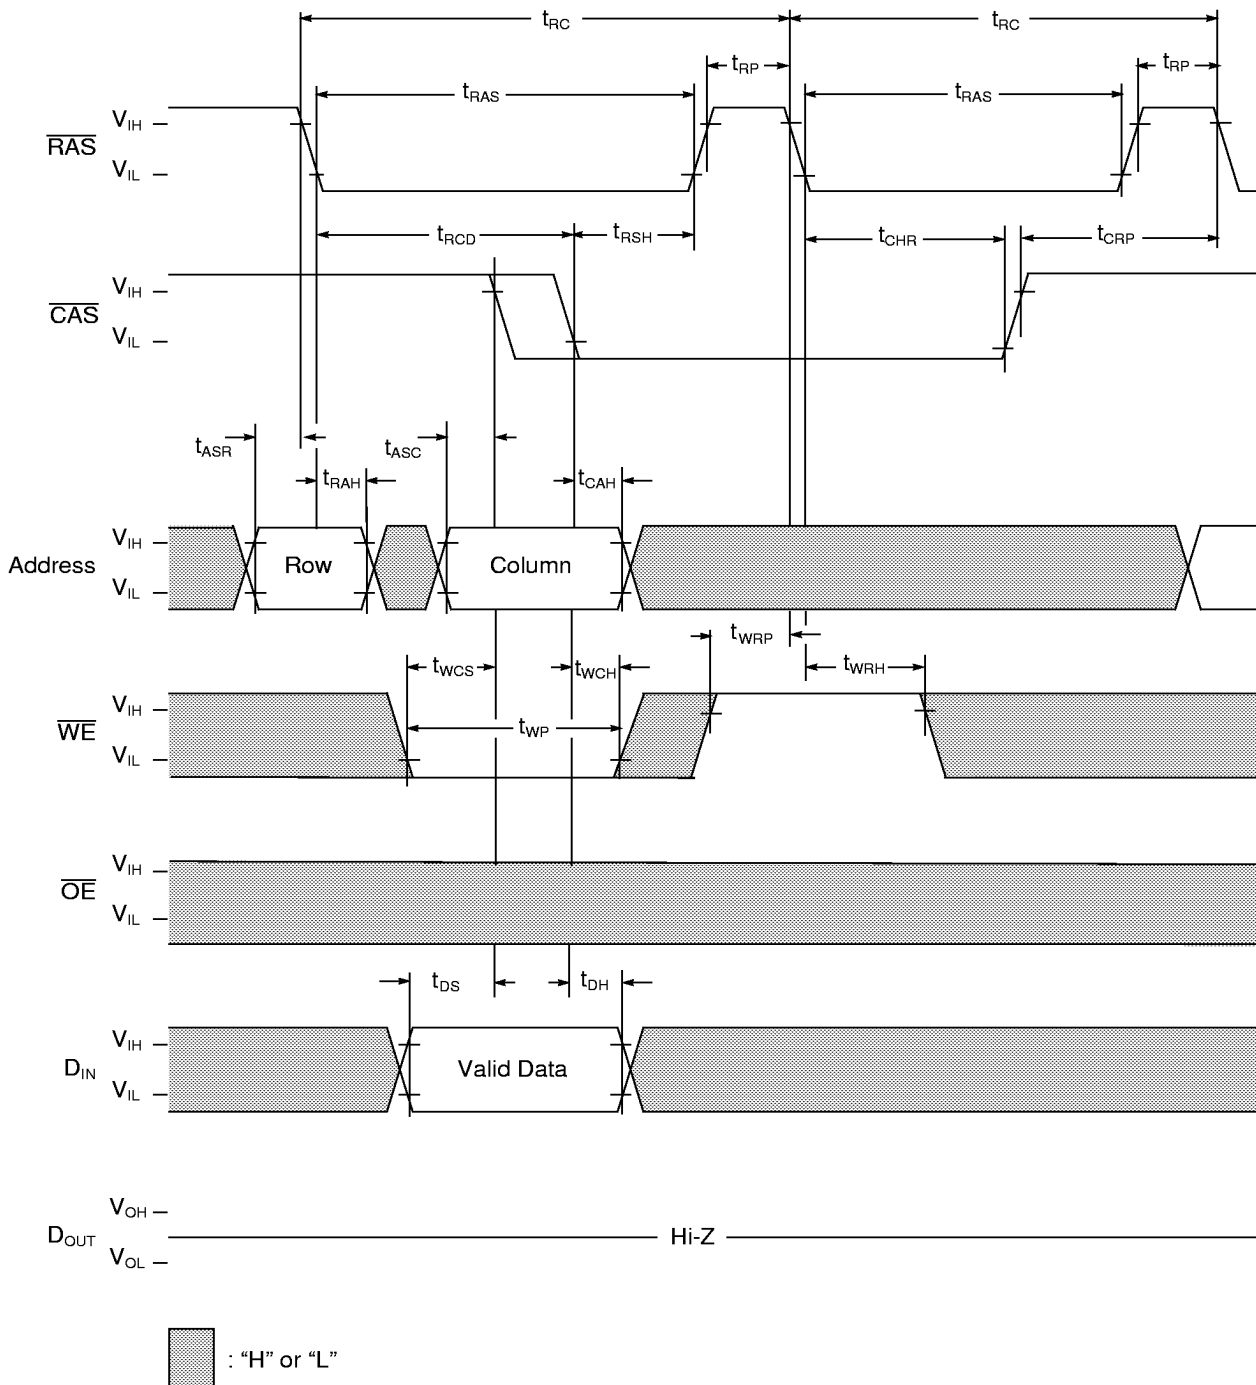 tRC tRC
tRP tRP
tRAS tRAS
VIH
RAS
VIL
tRCD tRSH tCHR tCRP
VIH
CAS
VIL
tASR tASC
tRAH tCAH
VIH
Address Row Column
VIL
tWRP
tWCS tWCH tWRH
VIH
WE tWP
VIL
VIH
OE
VIL
tDS tDH
VIH
DIN Valid Data
VIL
VOH
DOUT Hi-Z
VOL
: “H” or “L”